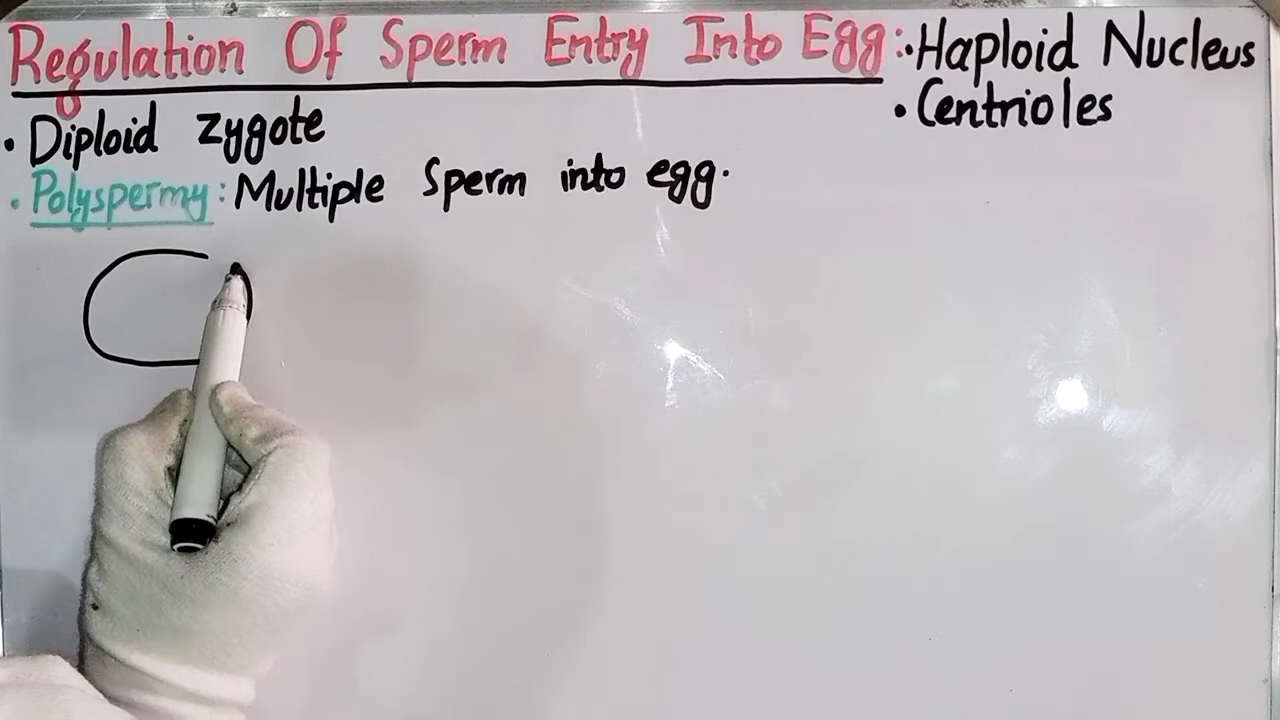 Regulation Of Sperm Entry Into Egg:
• Haploid Nucleus
• Centrioles
• Diploid zygote
• Polyspermy: Multiple Sperm into egg.